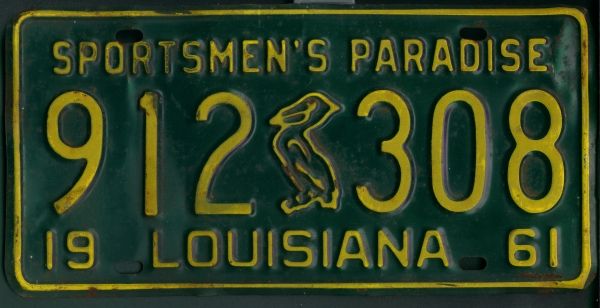 SPORTSMEN'S PARADISE
912 308
19 LOUISIANA 61